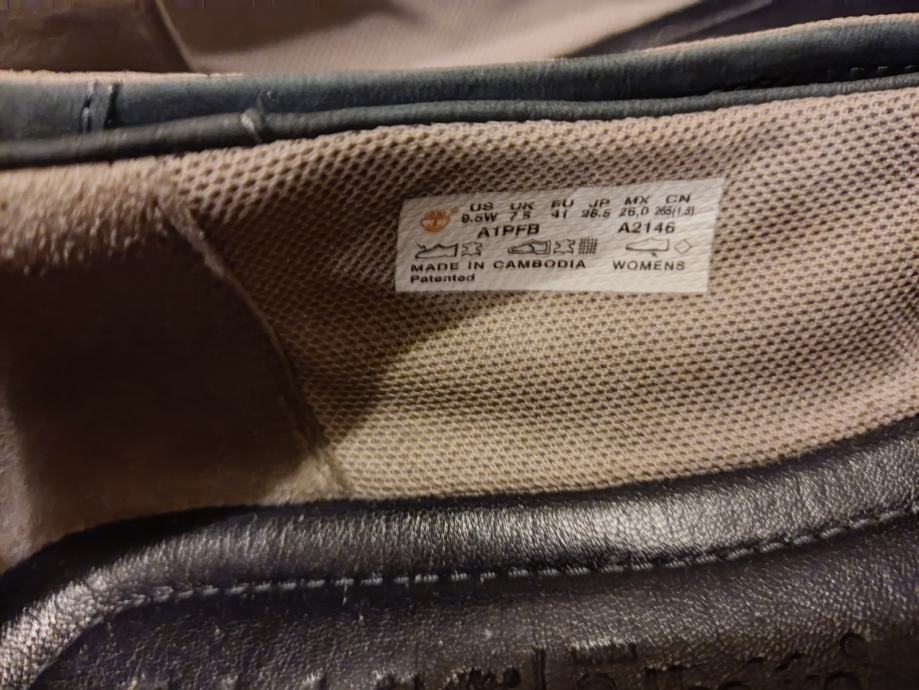 US UK EU JP MX CN
9.5W 7.5 41 26.5 26.0 265(1.5)
A1PFB A2146
MADE IN CAMBODIA WOMENS
Patented